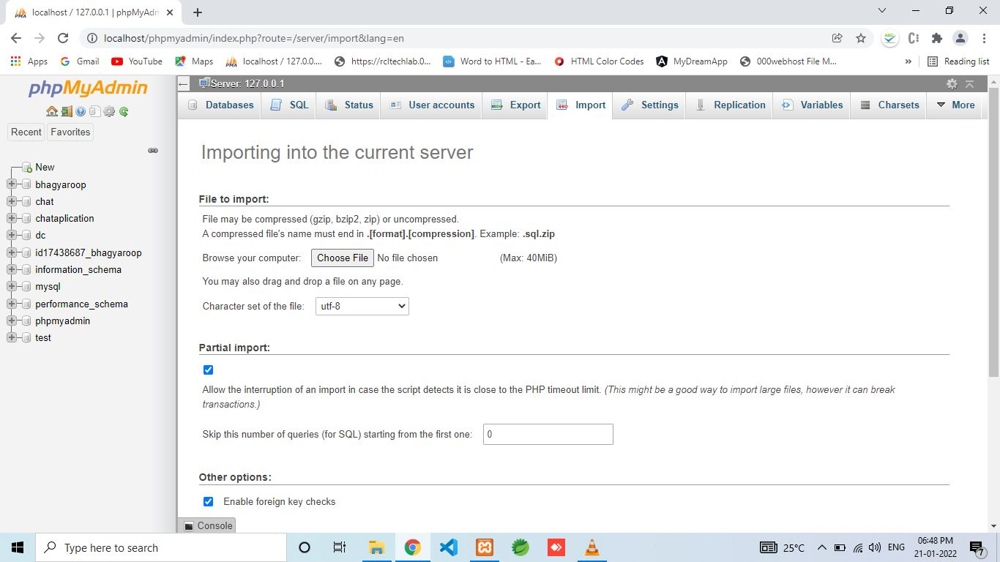 localhost / 127.0.0.1 | phpMyAdm
localhost/phpmyadmin/index.php?route=/server/import&lang=en
Apps
Gmail
YouTube
Maps
localhost / 127.0.0....
https://rcltechlab.0...
Word to HTML - Ea...
HTML Color Codes
MyDreamApp
000webhost File M...
»
Reading list
phpMyAdmin
Recent
Favorites
New
bhagyaroop
chat
chataplication
dc
id17438687_bhagyaroop
information_schema
mysql
performance_schema
phpmyadmin
test
Server: 127.0.0.1
Databases
SQL
Status
User accounts
Export
Import
Settings
Replication
Variables
Charsets
More
Importing into the current server
File to import:
File may be compressed (gzip, bzip2, zip) or uncompressed.
A compressed file's name must end in .[format].[compression]. Example: .sql.zip
Browse your computer: Choose File No file chosen (Max: 40MiB)
You may also drag and drop a file on any page.
Character set of the file: utf-8
Partial import:
Allow the interruption of an import in case the script detects it is close to the PHP timeout limit. (This might be a good way to import large files, however it can break
transactions.)
Skip this number of queries (for SQL) starting from the first one: 0
Other options:
Enable foreign key checks
Console
Type here to search
25°C
ENG
06:48 PM
21-01-2022
7